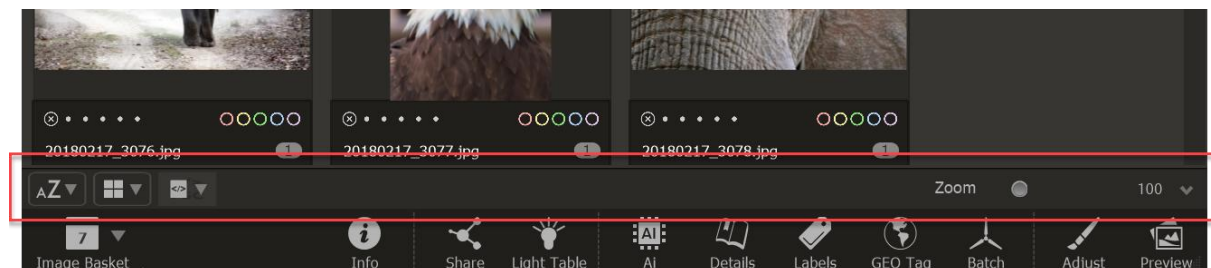 20180217_3076.jpg 1 20180217_3077.jpg 1 20180217_3078.jpg 1
AZ </> Zoom 100
7 i AI
Image Basket Info Share Light Table Ai Details Labels GEO Tag Batch Adjust Preview